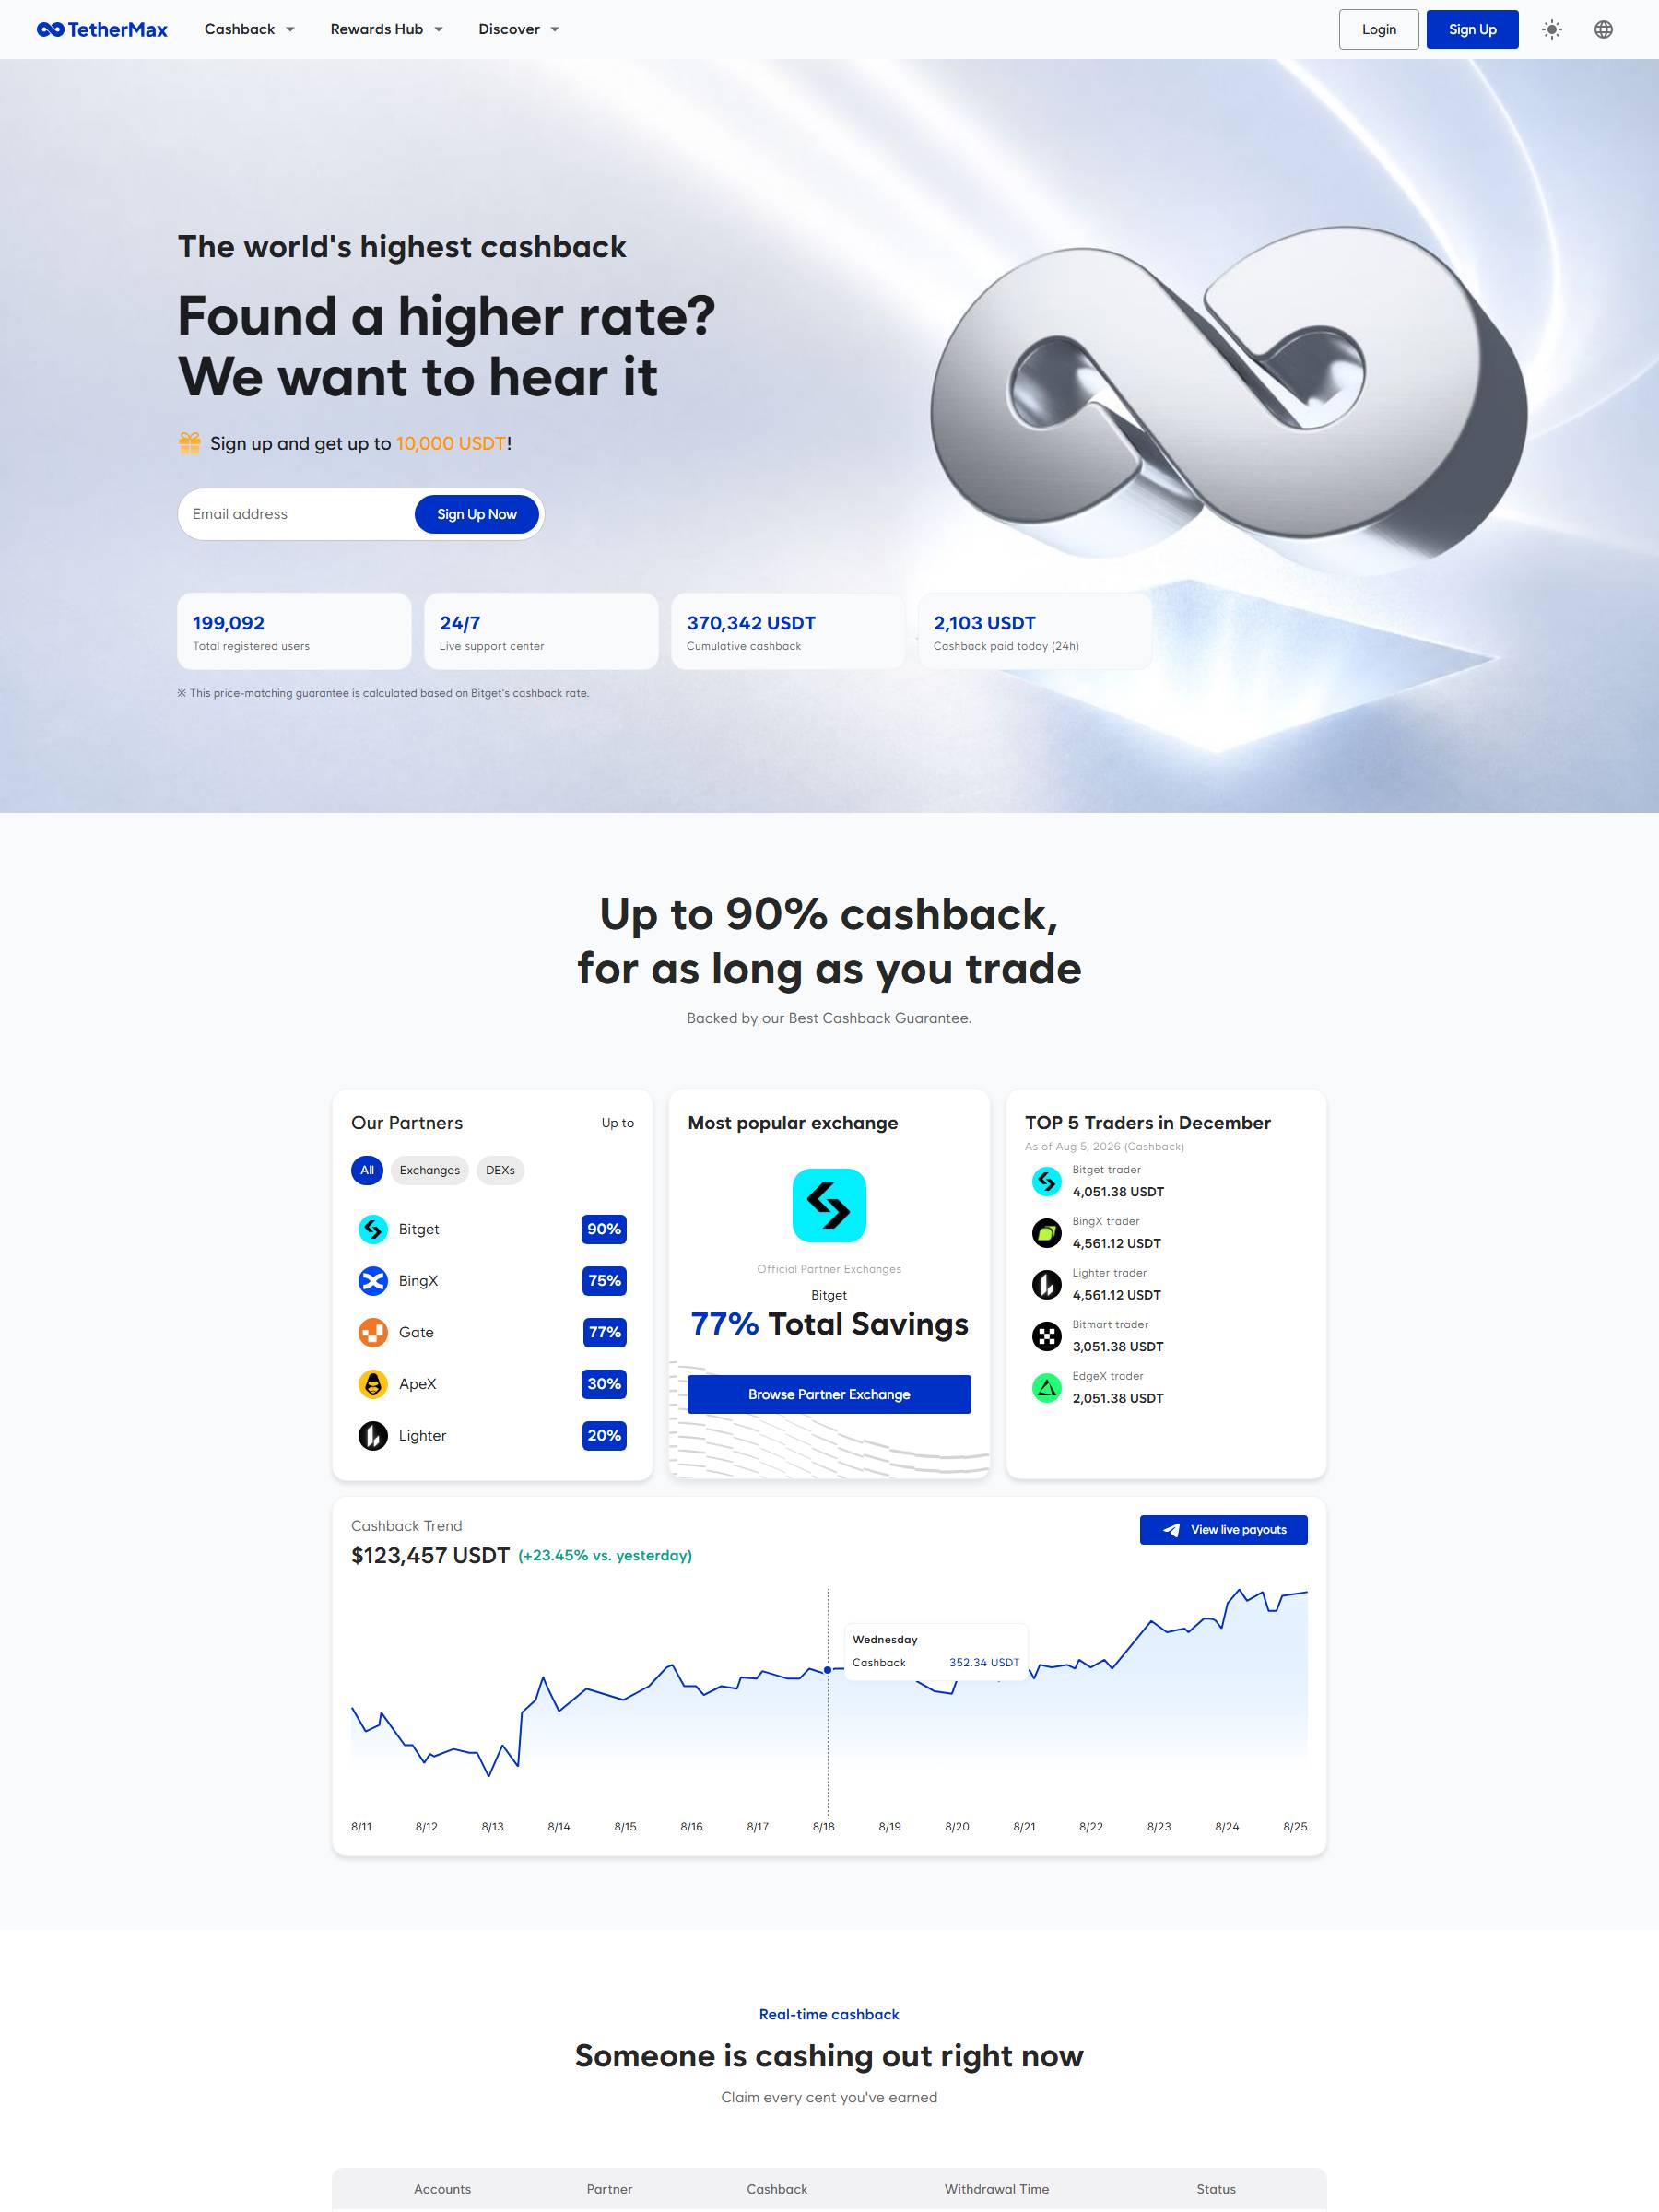 TetherMax
Cashback
Rewards Hub
Discover
Login
Sign Up
The world's highest cashback
Found a higher rate?
We want to hear it
Sign up and get up to 10,000 USDT!
Email address
Sign Up Now
199,092
Total registered users
24/7
Live support center
370,342 USDT
Cumulative cashback
2,103 USDT
Cashback paid today (24h)
※ This price-matching guarantee is calculated based on Bitget's cashback rate.
Up to 90% cashback,
for as long as you trade
Backed by our Best Cashback Guarantee.
Our Partners
Up to
All
Exchanges
DEXs
Bitget
90%
BingX
75%
Gate
77%
ApeX
30%
Lighter
20%
Most popular exchange
Official Partner Exchanges
Bitget
77% Total Savings
Browse Partner Exchange
TOP 5 Traders in December
As of Aug 5, 2026 (Cashback)
Bitget trader
4,051.38 USDT
BingX trader
4,561.12 USDT
Lighter trader
4,561.12 USDT
Bitmart trader
3,051.38 USDT
EdgeX trader
2,051.38 USDT
Cashback Trend
$123,457 USDT (+23.45% vs. yesterday)
View live payouts
Wednesday
Cashback 352.34 USDT
8/11 8/12 8/13 8/14 8/15 8/16 8/17 8/18 8/19 8/20 8/21 8/22 8/23 8/24 8/25
Real-time cashback
Someone is cashing out right now
Claim every cent you've earned
Accounts Partner Cashback Withdrawal Time Status